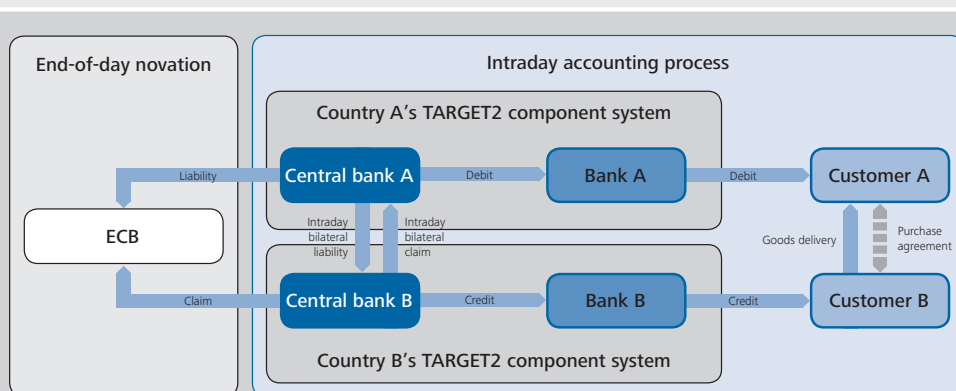 End-of-day novation
Intraday accounting process
Country A's TARGET2 component system
Liability
Central bank A
Debit
Bank A
Debit
Customer A
ECB
Intraday
bilateral
liability
Intraday
bilateral
claim
Goods delivery
Purchase
agreement
Claim
Central bank B
Credit
Bank B
Credit
Customer B
Country B's TARGET2 component system